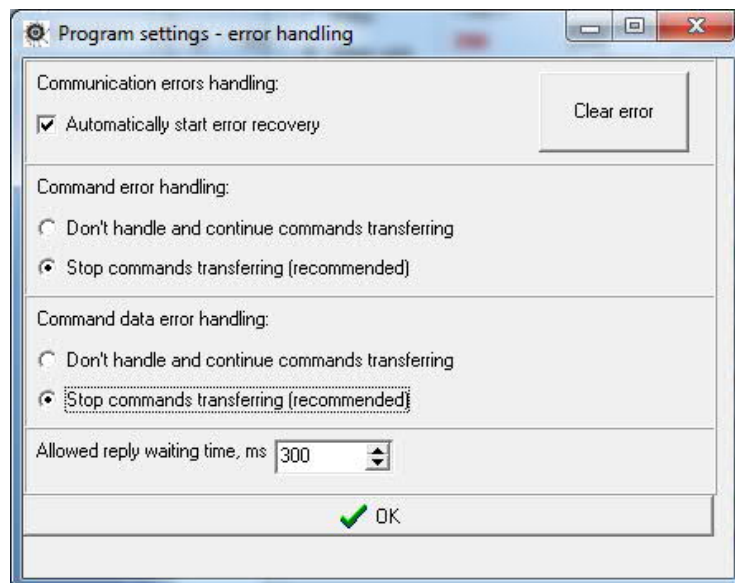 Program settings - error handling
Communication errors handling:
Automatically start error recovery
Clear error
Command error handling:
Don't handle and continue commands transferring
Stop commands transferring (recommended)
Command data error handling:
Don't handle and continue commands transferring
Stop commands transferring (recommended)
Allowed reply waiting time, ms 300
OK